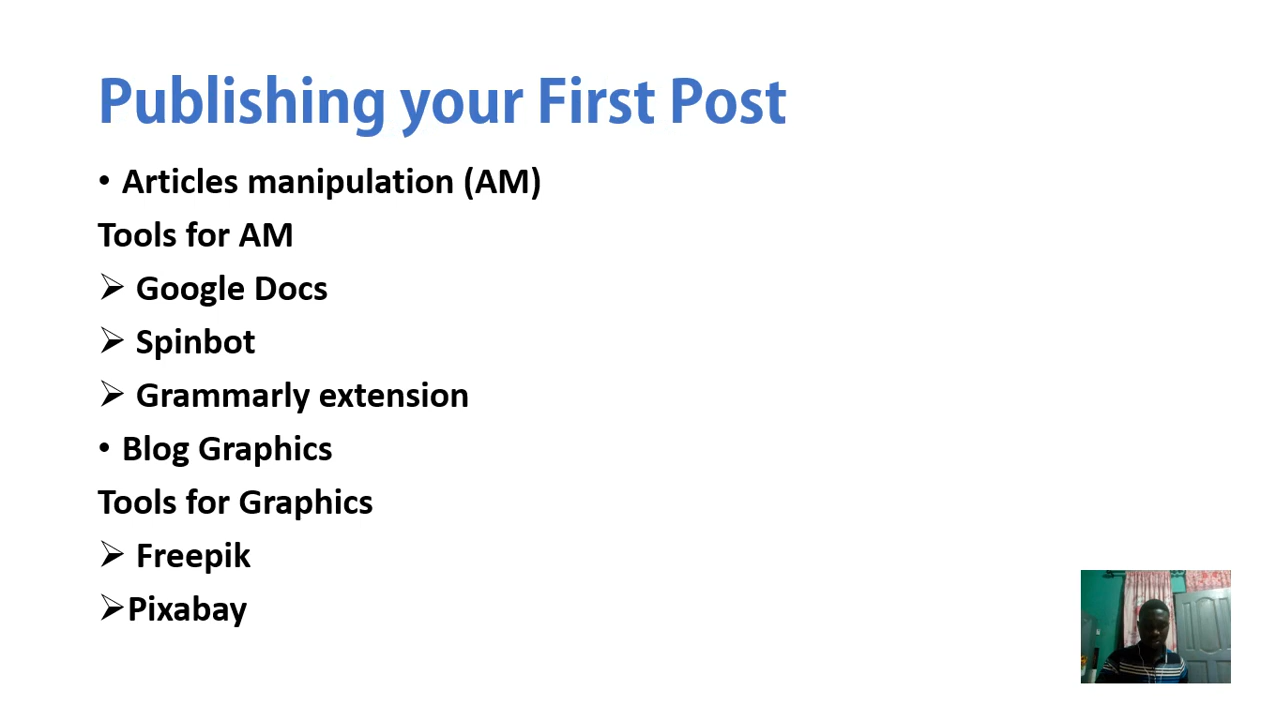 Publishing your First Post
• Articles manipulation (AM)
Tools for AM
➢ Google Docs
➢ Spinbot
➢ Grammarly extension
• Blog Graphics
Tools for Graphics
➢ Freepik
➢Pixabay